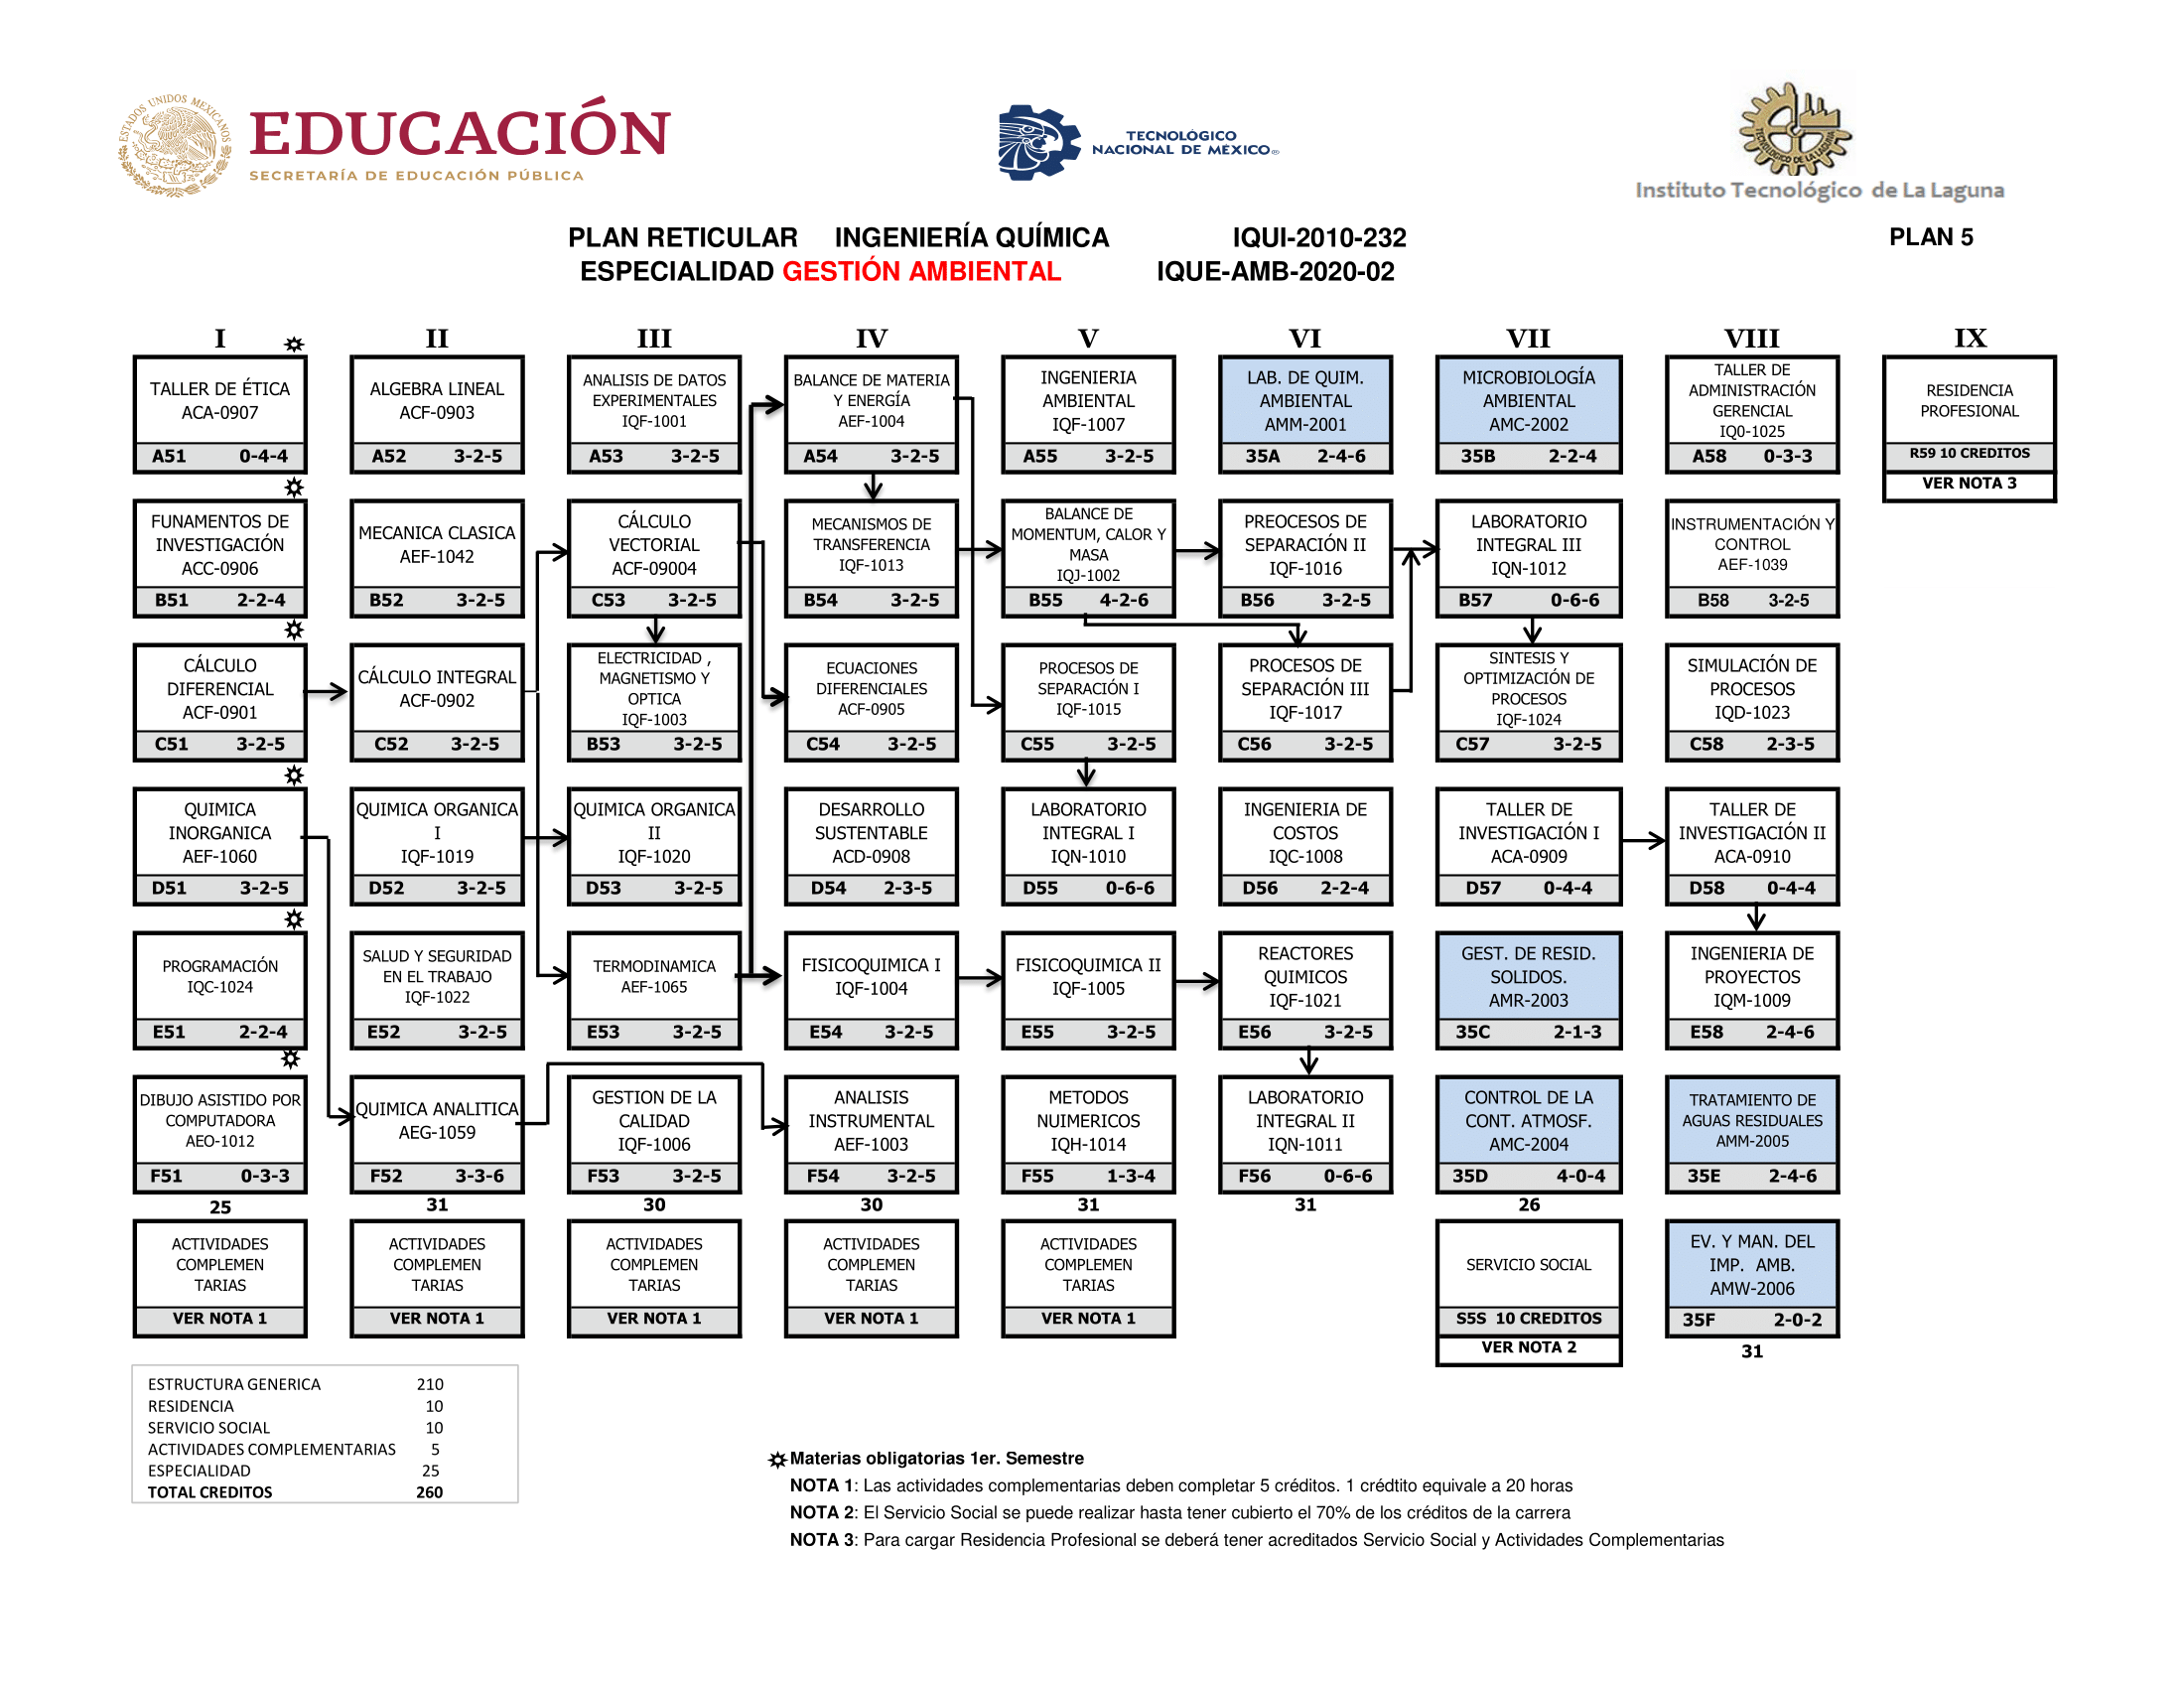 ESTADOS UNIDOS MEXICANOS
EDUCACIÓN
SECRETARÍA DE EDUCACIÓN PÚBLICA
TECNOLÓGICO
NACIONAL DE MÉXICO®
TECNOLOGICO DE LA LAGUNA
Instituto Tecnológico de La Laguna
PLAN RETICULAR INGENIERÍA QUÍMICA IQUI-2010-232 PLAN 5
ESPECIALIDAD GESTIÓN AMBIENTAL IQUE-AMB-2020-02
I
TALLER DE ÉTICA
ACA-0907
A51 0-4-4
FUNAMENTOS DE
INVESTIGACIÓN
ACC-0906
B51 2-2-4
CÁLCULO
DIFERENCIAL
ACF-0901
C51 3-2-5
QUIMICA
INORGANICA
AEF-1060
D51 3-2-5
PROGRAMACIÓN
IQC-1024
E51 2-2-4
DIBUJO ASISTIDO POR
COMPUTADORA
AEO-1012
F51 0-3-3
25
ACTIVIDADES
COMPLEMEN
TARIAS
VER NOTA 1
II
ALGEBRA LINEAL
ACF-0903
A52 3-2-5
MECANICA CLASICA
AEF-1042
B52 3-2-5
CÁLCULO INTEGRAL
ACF-0902
C52 3-2-5
QUIMICA ORGANICA
I
IQF-1019
D52 3-2-5
SALUD Y SEGURIDAD
EN EL TRABAJO
IQF-1022
E52 3-2-5
QUIMICA ANALITICA
AEG-1059
F52 3-3-6
31
ACTIVIDADES
COMPLEMEN
TARIAS
VER NOTA 1
III
ANALISIS DE DATOS
EXPERIMENTALES
IQF-1001
A53 3-2-5
CÁLCULO
VECTORIAL
ACF-09004
C53 3-2-5
ELECTRICIDAD ,
MAGNETISMO Y
OPTICA
IQF-1003
B53 3-2-5
QUIMICA ORGANICA
II
IQF-1020
D53 3-2-5
TERMODINAMICA
AEF-1065
E53 3-2-5
GESTION DE LA
CALIDAD
IQF-1006
F53 3-2-5
30
ACTIVIDADES
COMPLEMEN
TARIAS
VER NOTA 1
IV
BALANCE DE MATERIA
Y ENERGÍA
AEF-1004
A54 3-2-5
MECANISMOS DE
TRANSFERENCIA
IQF-1013
B54 3-2-5
ECUACIONES
DIFERENCIALES
ACF-0905
C54 3-2-5
DESARROLLO
SUSTENTABLE
ACD-0908
D54 2-3-5
FISICOQUIMICA I
IQF-1004
E54 3-2-5
ANALISIS
INSTRUMENTAL
AEF-1003
F54 3-2-5
30
ACTIVIDADES
COMPLEMEN
TARIAS
VER NOTA 1
V
INGENIERIA
AMBIENTAL
IQF-1007
A55 3-2-5
BALANCE DE
MOMENTUM, CALOR Y
MASA
IQJ-1002
B55 4-2-6
PROCESOS DE
SEPARACIÓN I
IQF-1015
C55 3-2-5
LABORATORIO
INTEGRAL I
IQN-1010
D55 0-6-6
FISICOQUIMICA II
IQF-1005
E55 3-2-5
METODOS
NUIMERICOS
IQH-1014
F55 1-3-4
31
ACTIVIDADES
COMPLEMEN
TARIAS
VER NOTA 1
VI
LAB. DE QUIM.
AMBIENTAL
AMM-2001
35A 2-4-6
PREOCESOS DE
SEPARACIÓN II
IQF-1016
B56 3-2-5
PROCESOS DE
SEPARACIÓN III
IQF-1017
C56 3-2-5
INGENIERIA DE
COSTOS
IQC-1008
D56 2-2-4
REACTORES
QUIMICOS
IQF-1021
E56 3-2-5
LABORATORIO
INTEGRAL II
IQN-1011
F56 0-6-6
31
VII
MICROBIOLOGÍA
AMBIENTAL
AMC-2002
35B 2-2-4
LABORATORIO
INTEGRAL III
IQN-1012
B57 0-6-6
SINTESIS Y
OPTIMIZACIÓN DE
PROCESOS
IQF-1024
C57 3-2-5
TALLER DE
INVESTIGACIÓN I
ACA-0909
D57 0-4-4
GEST. DE RESID.
SOLIDOS.
AMR-2003
35C 2-1-3
CONTROL DE LA
CONT. ATMOSF.
AMC-2004
35D 4-0-4
26
SERVICIO SOCIAL
S5S 10 CREDITOS
VER NOTA 2
VIII
TALLER DE
ADMINISTRACIÓN
GERENCIAL
IQ0-1025
A58 0-3-3
INSTRUMENTACIÓN Y
CONTROL
AEF-1039
B58 3-2-5
SIMULACIÓN DE
PROCESOS
IQD-1023
C58 2-3-5
TALLER DE
INVESTIGACIÓN II
ACA-0910
D58 0-4-4
INGENIERIA DE
PROYECTOS
IQM-1009
E58 2-4-6
TRATAMIENTO DE
AGUAS RESIDUALES
AMM-2005
35E 2-4-6
EV. Y MAN. DEL
IMP. AMB.
AMW-2006
35F 2-0-2
31
IX
RESIDENCIA
PROFESIONAL
R59 10 CREDITOS
VER NOTA 3
ESTRUCTURA GENERICA 210
RESIDENCIA 10
SERVICIO SOCIAL 10
ACTIVIDADES COMPLEMENTARIAS 5
ESPECIALIDAD 25
TOTAL CREDITOS 260
Materias obligatorias 1er. Semestre
NOTA 1: Las actividades complementarias deben completar 5 créditos. 1 crédtito equivale a 20 horas
NOTA 2: El Servicio Social se puede realizar hasta tener cubierto el 70% de los créditos de la carrera
NOTA 3: Para cargar Residencia Profesional se deberá tener acreditados Servicio Social y Actividades Complementarias